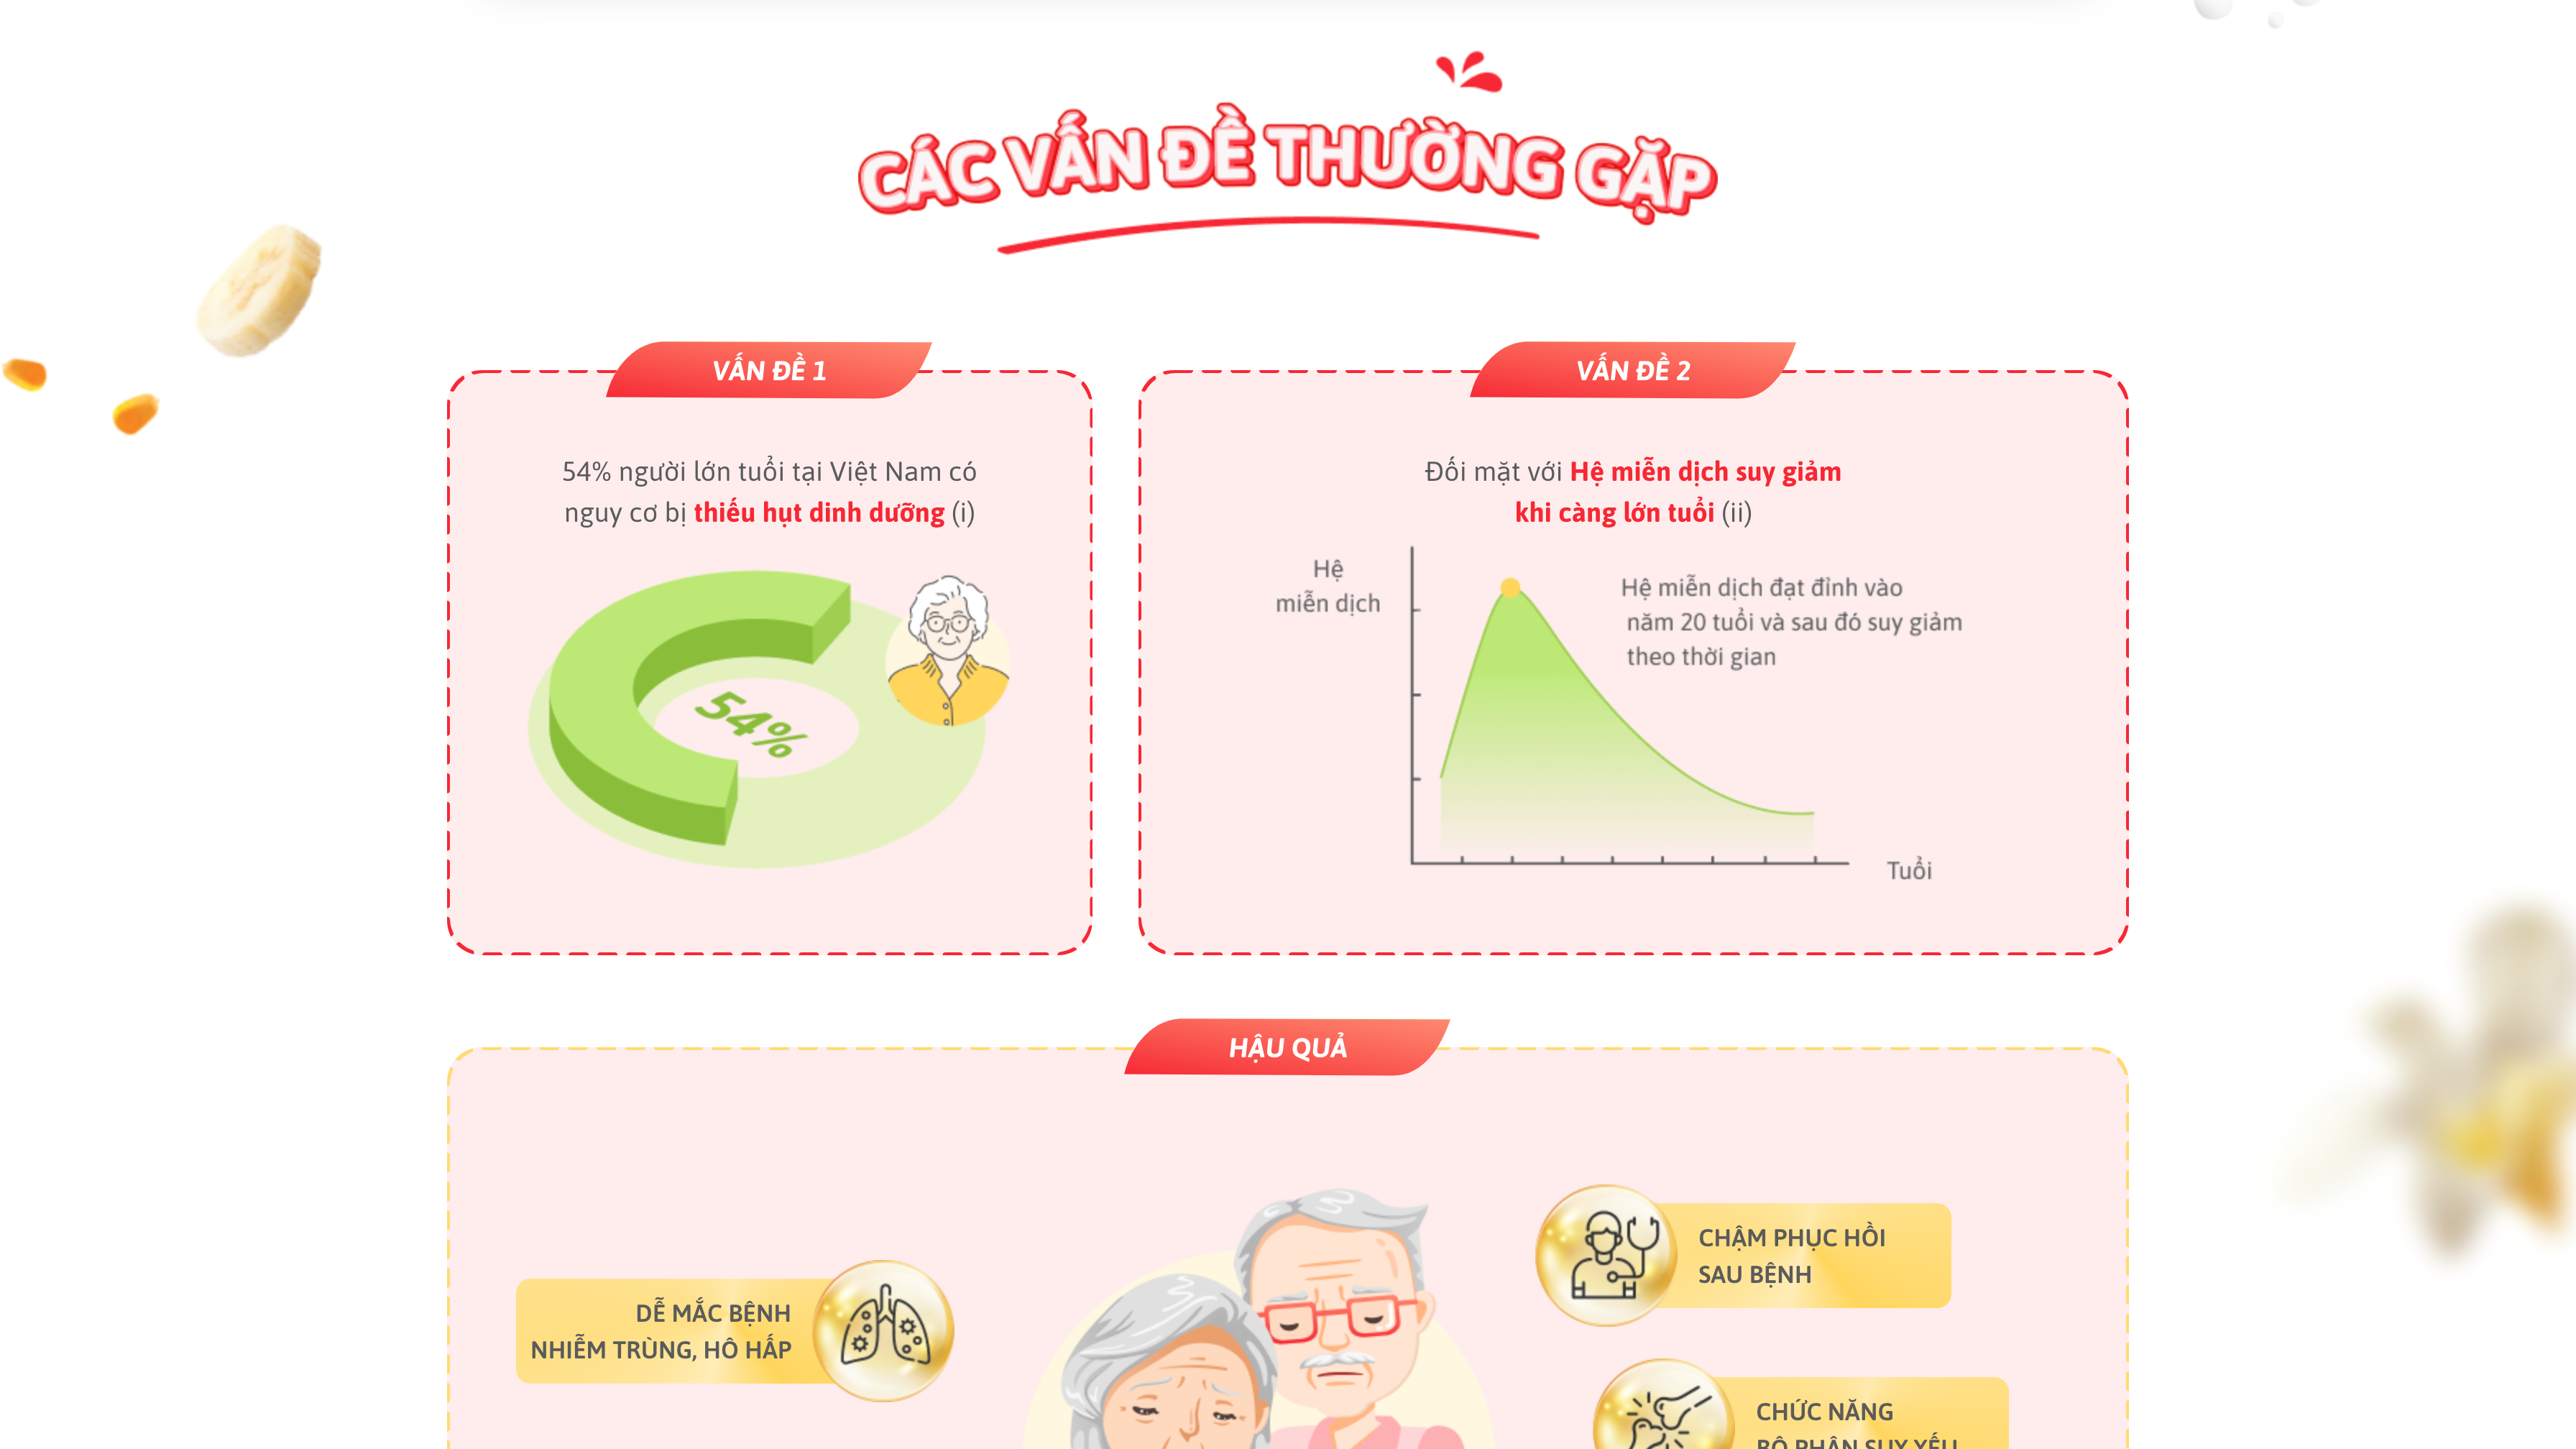 CÁC VẤN ĐỀ THƯỜNG GẶP
VẤN ĐỀ 1
54% người lớn tuổi tại Việt Nam có
nguy cơ bị thiếu hụt dinh dưỡng (i)
54%
VẤN ĐỀ 2
Đối mặt với Hệ miễn dịch suy giảm
khi càng lớn tuổi (ii)
Hệ
miễn dịch
Hệ miễn dịch đạt đỉnh vào
năm 20 tuổi và sau đó suy giảm
theo thời gian
Tuổi
HẬU QUẢ
DỄ MẮC BỆNH
NHIỄM TRÙNG, HÔ HẤP
CHẬM PHỤC HỒI
SAU BỆNH
CHỨC NĂNG
BỘ PHẬN SUY YẾU